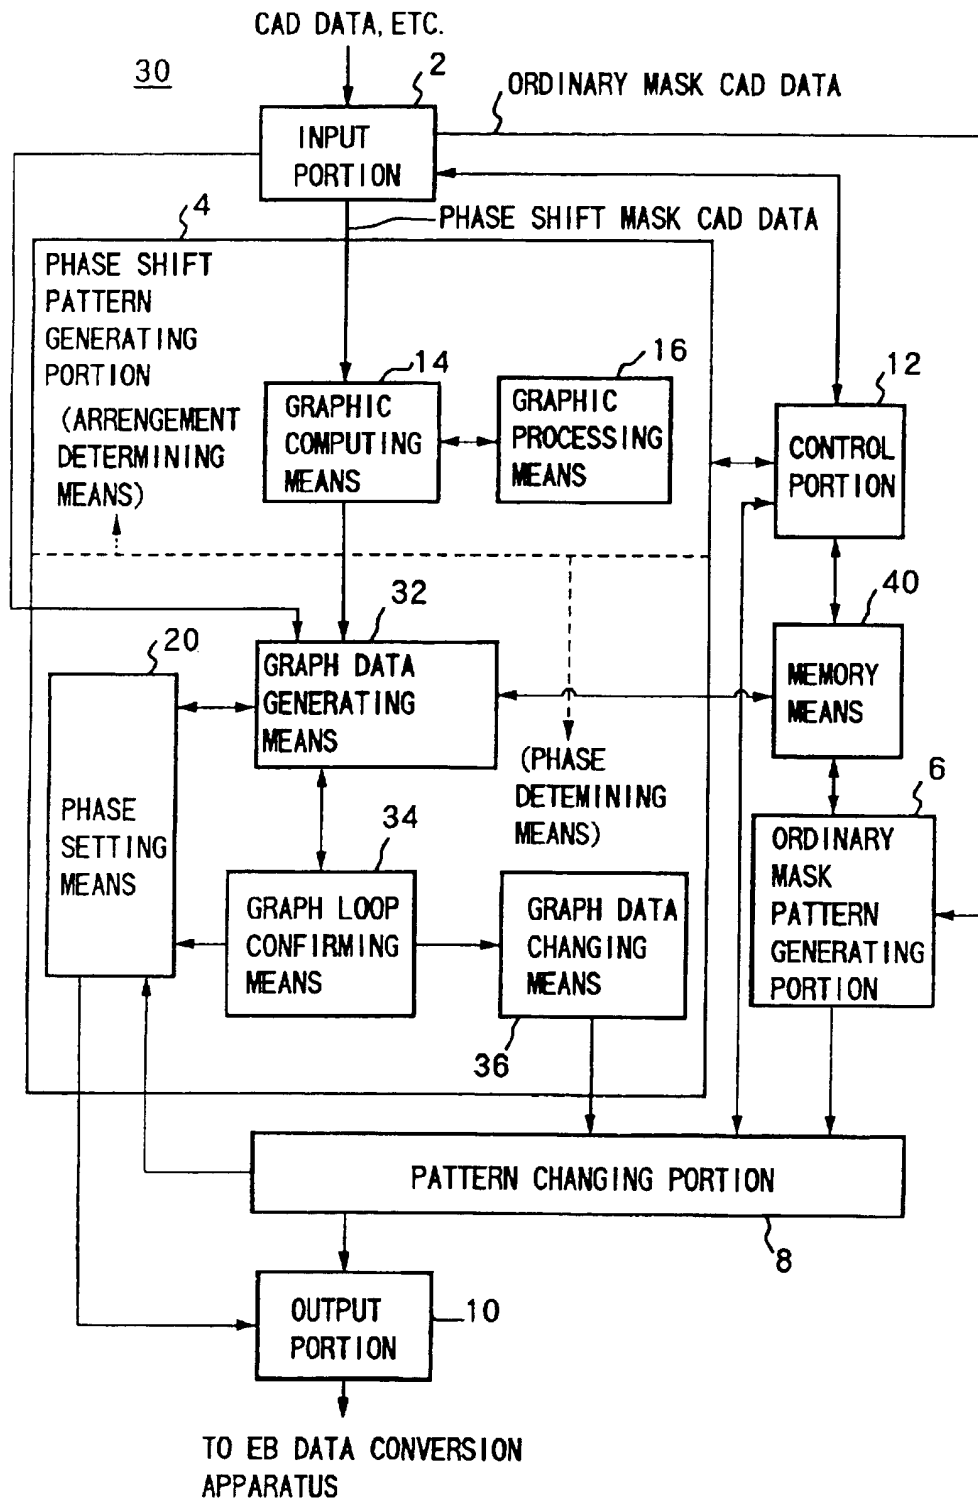 CAD DATA, ETC.
30
2
ORDINARY MASK CAD DATA
INPUT
PORTION
4
PHASE SHIFT MASK CAD DATA
PHASE SHIFT
PATTERN
GENERATING
PORTION
(ARRENGEMENT
DETERMINING
MEANS)
14
GRAPHIC
COMPUTING
MEANS
16
GRAPHIC
PROCESSING
MEANS
12
CONTROL
PORTION
32
GRAPH DATA
GENERATING
MEANS
40
MEMORY
MEANS
20
PHASE
SETTING
MEANS
(PHASE
DETEMINING
MEANS)
6
ORDINARY
MASK
PATTERN
GENERATING
PORTION
34
GRAPH LOOP
CONFIRMING
MEANS
GRAPH DATA
CHANGING
MEANS
36
PATTERN CHANGING PORTION
8
OUTPUT
PORTION
10
TO EB DATA CONVERSION
APPARATUS